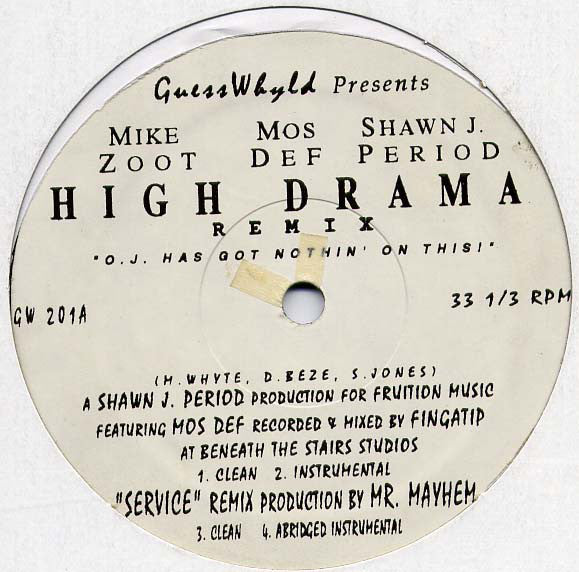 GuessWhyld Presents
MIKE ZOOT
MOS DEF
SHAWN J. PERIOD
HIGH DRAMA
REMIX
"O.J. HAS GOT NOTHIN' ON THIS!"
GW 201A
33 1/3 RPM
(M. WHYTE, D. BEZE, S. JONES)
A SHAWN J. PERIOD PRODUCTION FOR FRUITION MUSIC
FEATURING MOS DEF RECORDED & MIXED BY FINGATIP
AT BENEATH THE STAIRS STUDIOS
1. CLEAN 2. INSTRUMENTAL
"SERVICE" REMIX PRODUCTION BY MR. MAYHEM
3. CLEAN 4. ABRIDGED INSTRUMENTAL